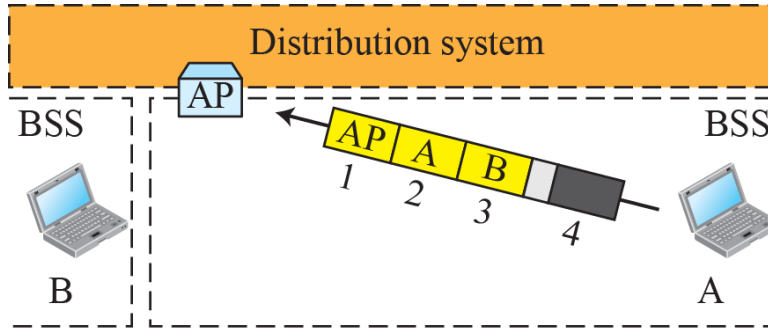 Distribution system
AP
BSS
BSS
AP A B
1 2 3 4
B
A